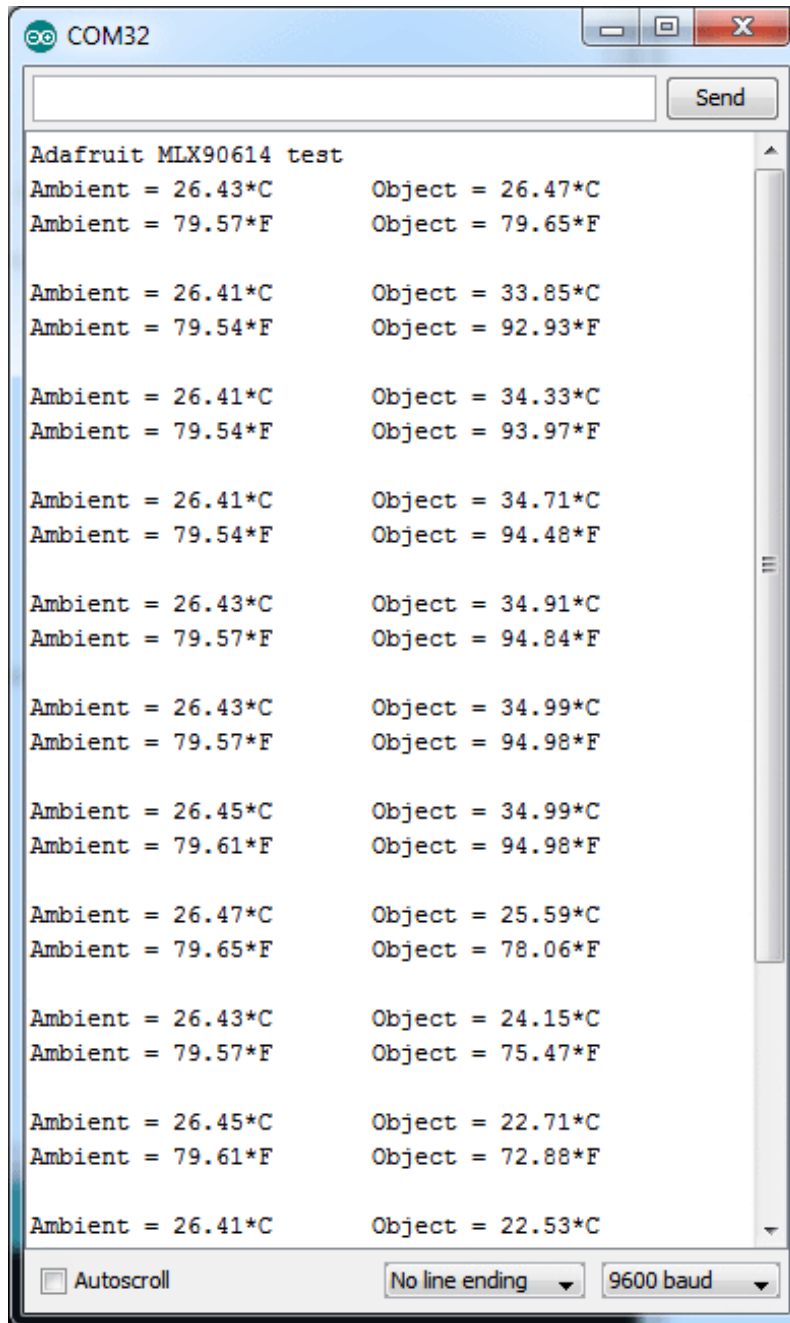 COM32
Send
Adafruit MLX90614 test
Ambient = 26.43*C Object = 26.47*C
Ambient = 79.57*F Object = 79.65*F
Ambient = 26.41*C Object = 33.85*C
Ambient = 79.54*F Object = 92.93*F
Ambient = 26.41*C Object = 34.33*C
Ambient = 79.54*F Object = 93.97*F
Ambient = 26.41*C Object = 34.71*C
Ambient = 79.54*F Object = 94.48*F
Ambient = 26.43*C Object = 34.91*C
Ambient = 79.57*F Object = 94.84*F
Ambient = 26.43*C Object = 34.99*C
Ambient = 79.57*F Object = 94.98*F
Ambient = 26.45*C Object = 34.99*C
Ambient = 79.61*F Object = 94.98*F
Ambient = 26.47*C Object = 25.59*C
Ambient = 79.65*F Object = 78.06*F
Ambient = 26.43*C Object = 24.15*C
Ambient = 79.57*F Object = 75.47*F
Ambient = 26.45*C Object = 22.71*C
Ambient = 79.61*F Object = 72.88*F
Ambient = 26.41*C Object = 22.53*C
Autoscroll No line ending 9600 baud